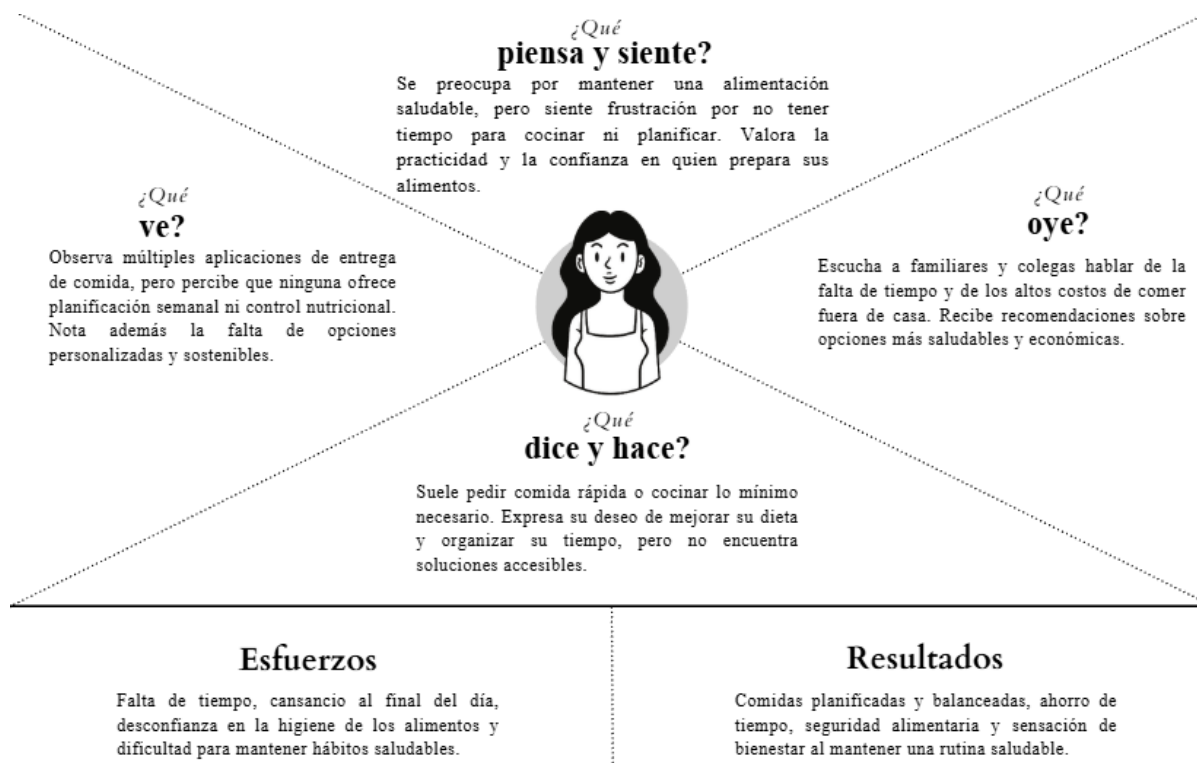 ¿Qué
piensa y siente?
Se preocupa por mantener una alimentación
saludable, pero siente frustración por no tener
tiempo para cocinar ni planificar. Valora la
practicidad y la confianza en quien prepara sus
alimentos.
¿Qué
ve?
Observa múltiples aplicaciones de entrega
de comida, pero percibe que ninguna ofrece
planificación semanal ni control nutricional.
Nota además la falta de opciones
personalizadas y sostenibles.
¿Qué
oye?
Escucha a familiares y colegas hablar de la
falta de tiempo y de los altos costos de comer
fuera de casa. Recibe recomendaciones sobre
opciones más saludables y económicas.
¿Qué
dice y hace?
Suele pedir comida rápida o cocinar lo mínimo
necesario. Expresa su deseo de mejorar su dieta
y organizar su tiempo, pero no encuentra
soluciones accesibles.
Esfuerzos
Falta de tiempo, cansancio al final del día,
desconfianza en la higiene de los alimentos y
dificultad para mantener hábitos saludables.
Resultados
Comidas planificadas y balanceadas, ahorro de
tiempo, seguridad alimentaria y sensación de
bienestar al mantener una rutina saludable.